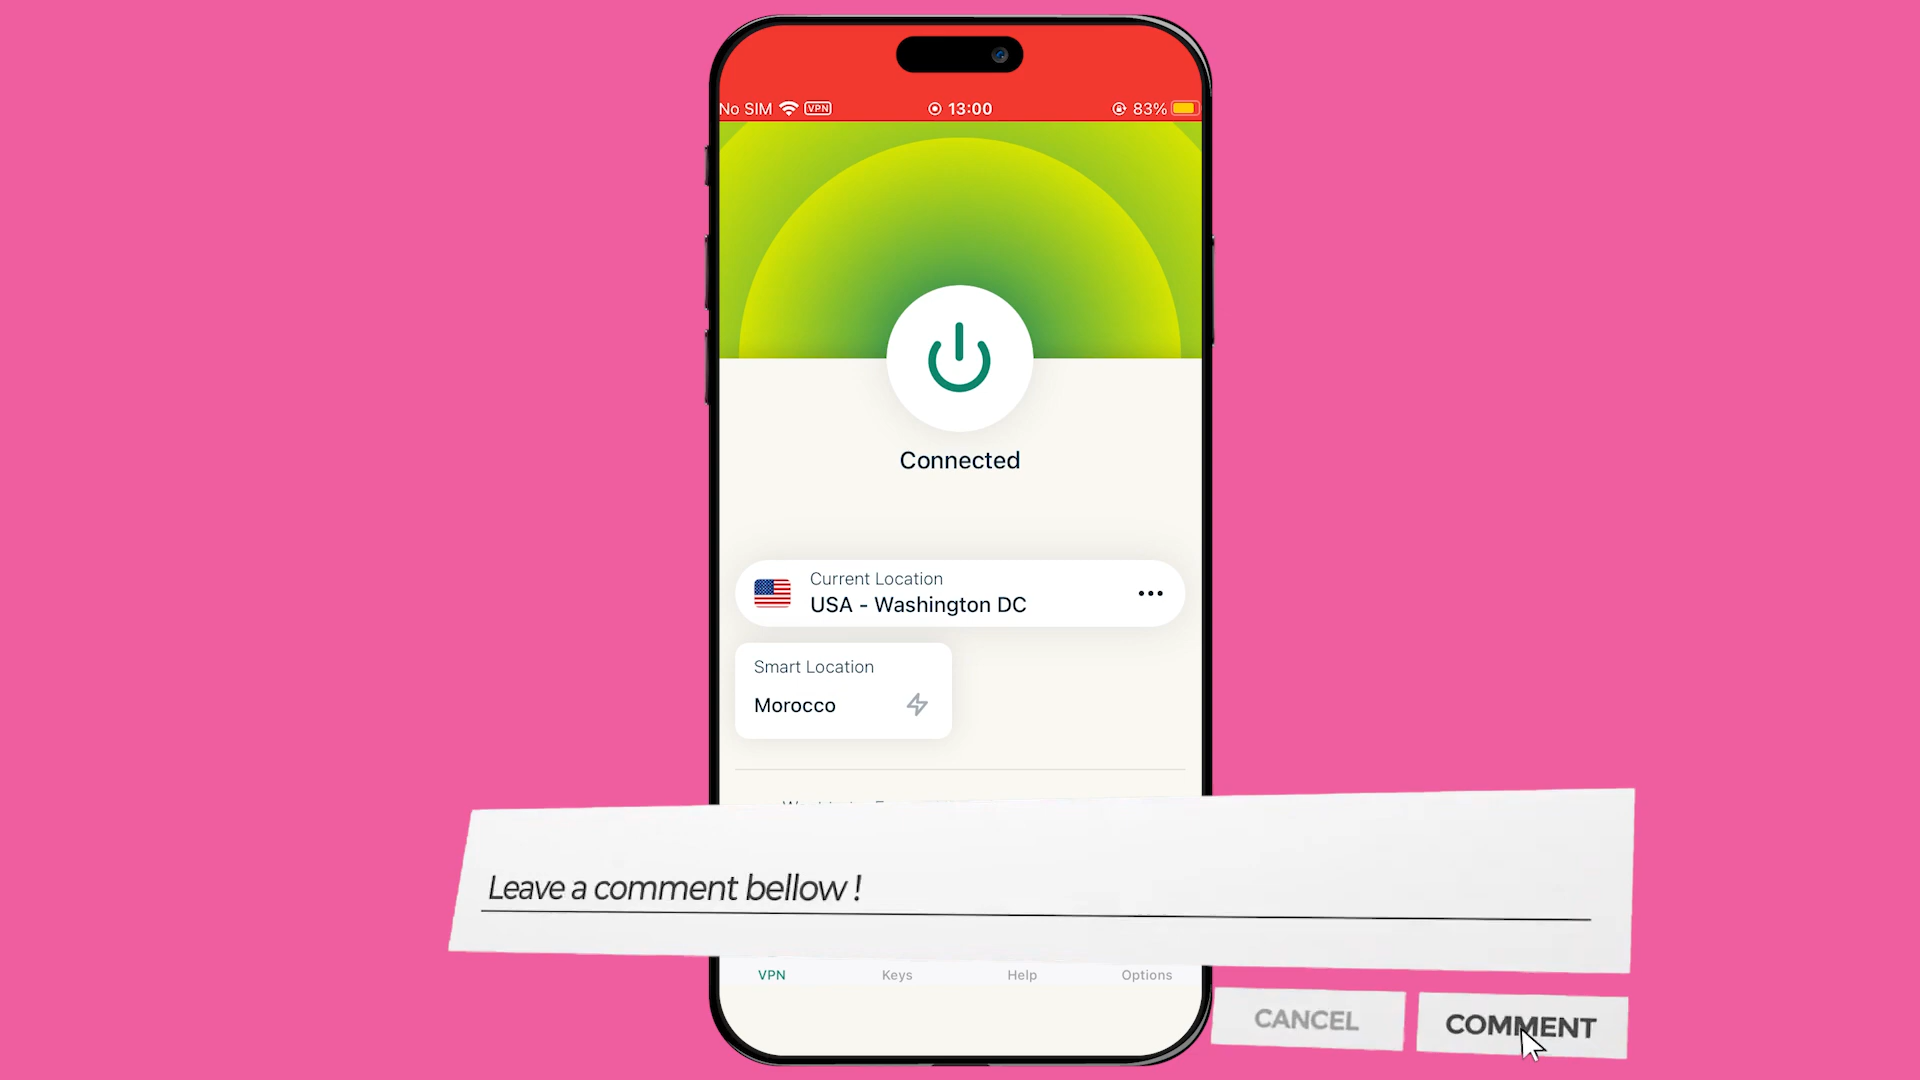 No SIM VPN 13:00 83%
Connected
Current Location
USA - Washington DC
Smart Location
Morocco
Leave a comment bellow !
VPN Keys Help Options
CANCEL COMMENT